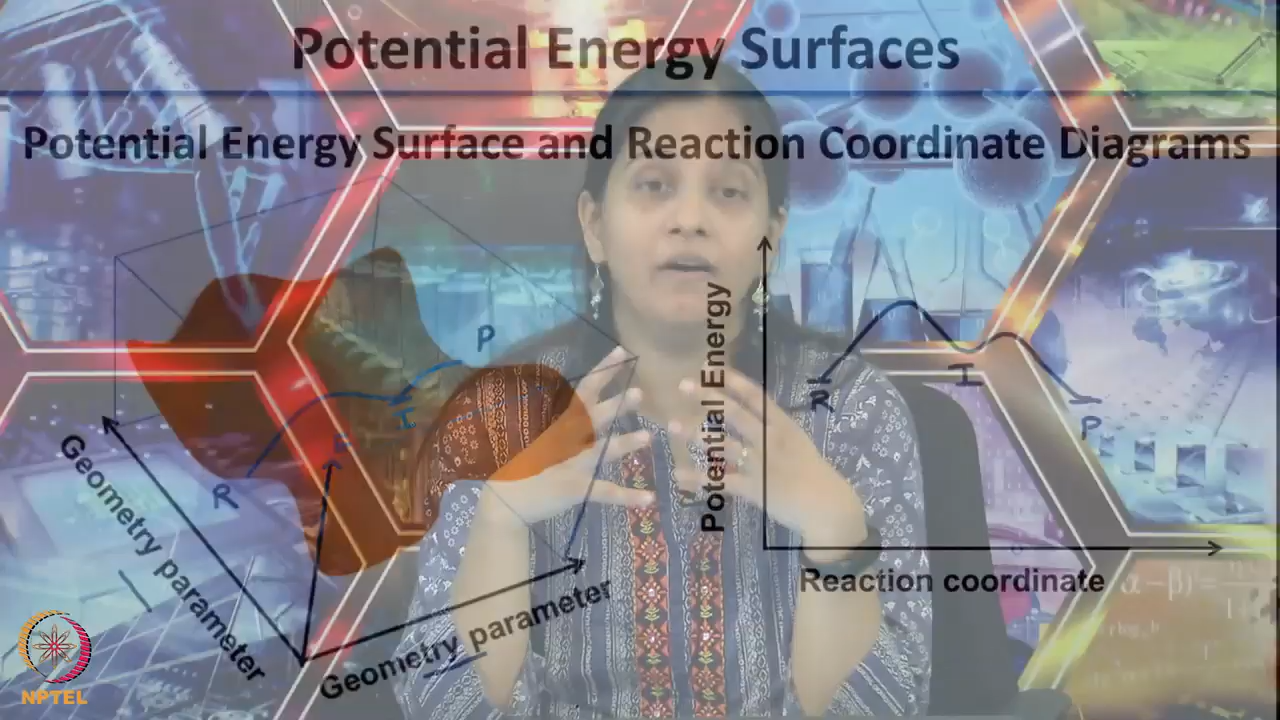 Potential Energy Surfaces
Potential Energy Surface and Reaction Coordinate Diagrams
P
R
E
Geometry parameter
Geometry parameter
Potential Energy
R
I
P
Reaction coordinate
NPTEL